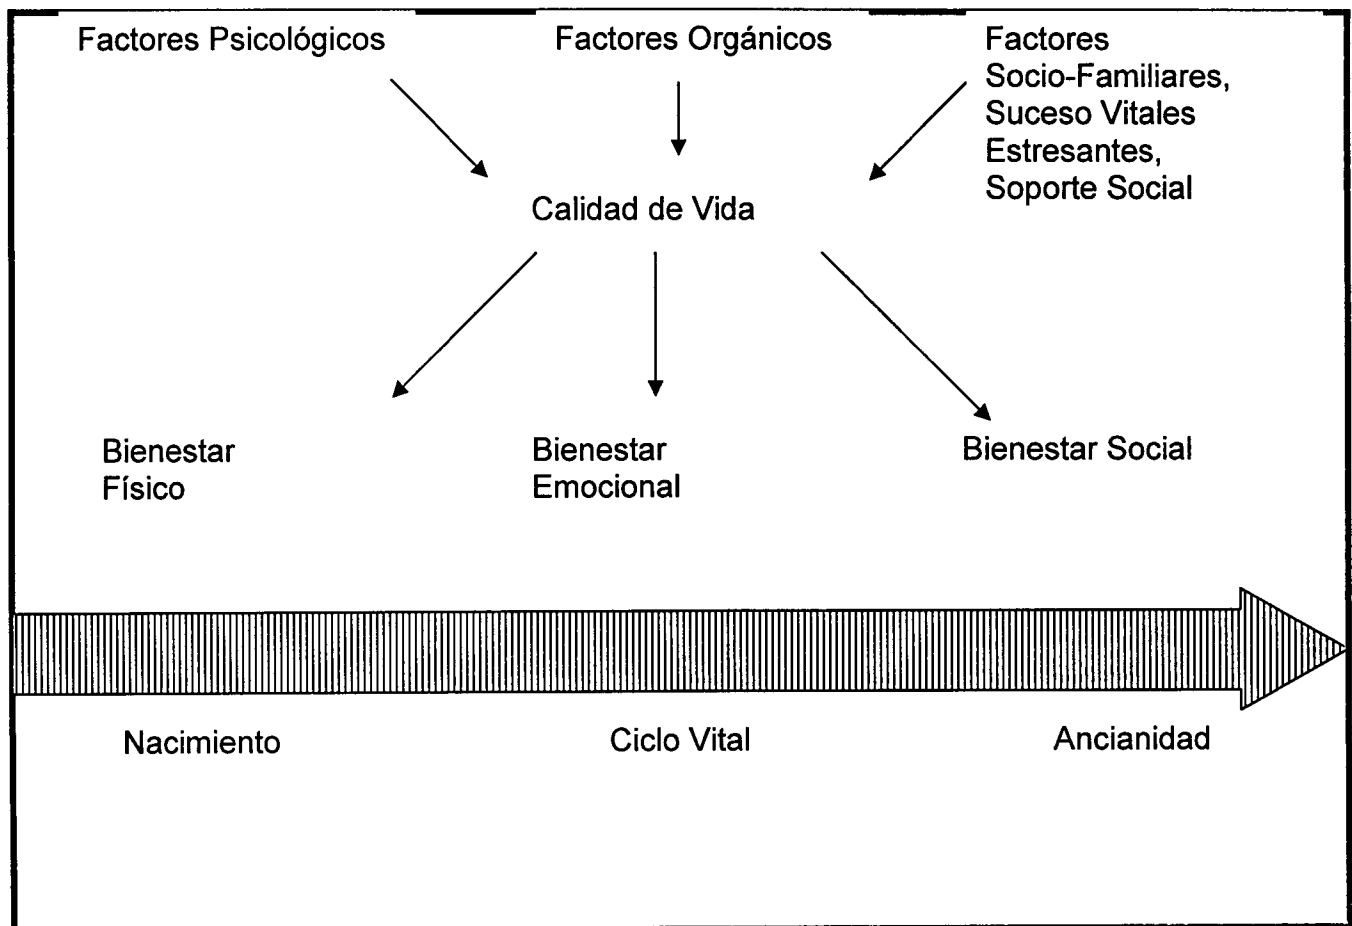 Factores Psicológicos
Factores Orgánicos
Factores
Socio-Familiares,
Suceso Vitales
Estresantes,
Soporte Social
Calidad de Vida
Bienestar
Físico
Bienestar
Emocional
Bienestar Social
Nacimiento
Ciclo Vital
Ancianidad